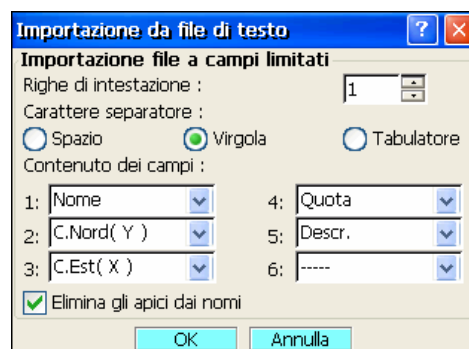 Importazione da file di testo
Importazione file a campi limitati
Righe di intestazione : 1
Carattere separatore :
Spazio Virgola Tabulatore
Contenuto dei campi :
1: Nome 4: Quota
2: C.Nord( Y ) 5: Descr.
3: C.Est( X ) 6: -----
Elimina gli apici dai nomi
OK Annulla